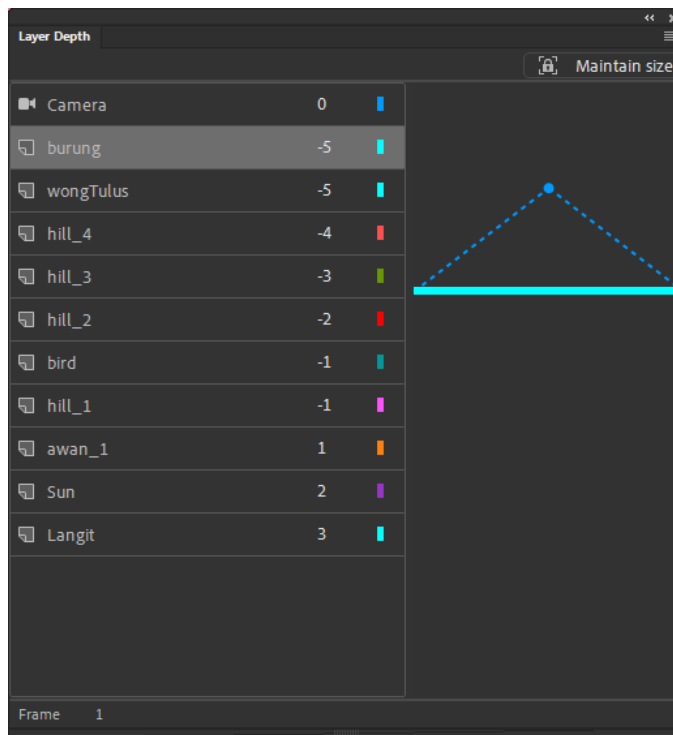 Layer Depth
Maintain size
Camera 0
burung -5
wongTulus -5
hill_4 -4
hill_3 -3
hill_2 -2
bird -1
hill_1 -1
awan_1 1
Sun 2
Langit 3
Frame 1